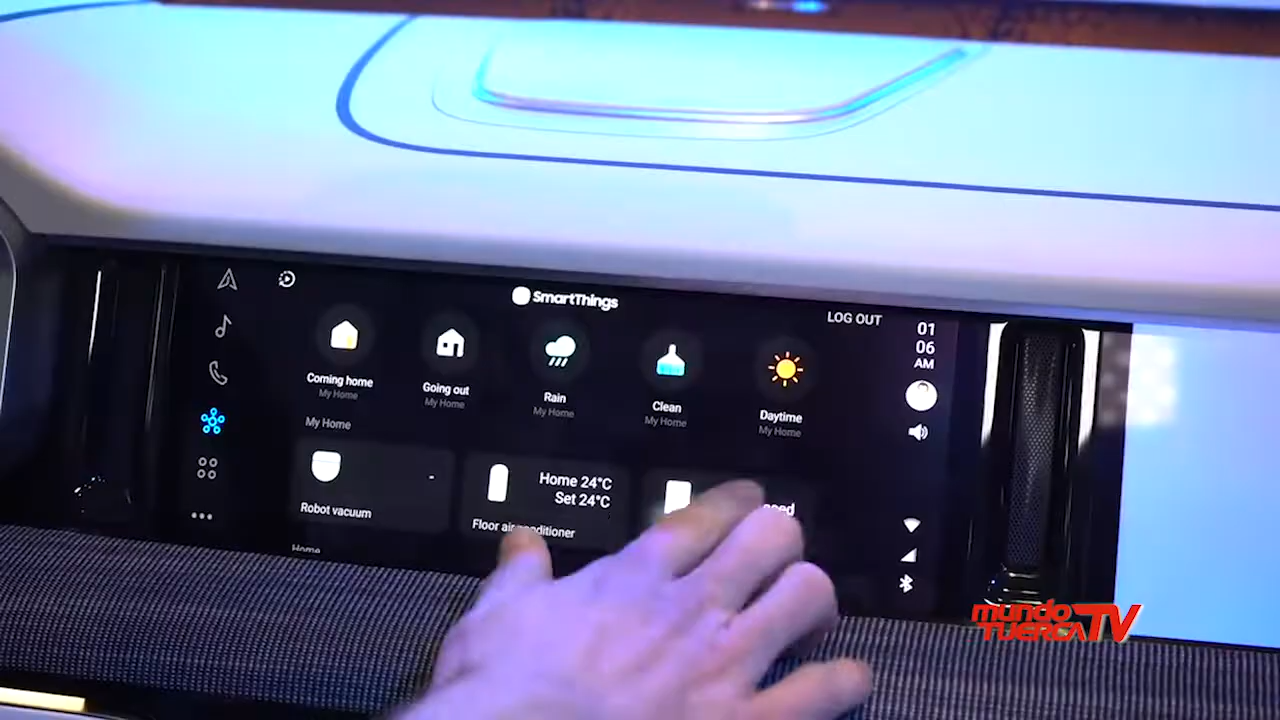 SmartThings
LOG OUT
01
06
AM
Coming home
My Home
Going out
My Home
Rain
My Home
Clean
My Home
Daytime
My Home
My Home
Robot vacuum
Home 24°C
Set 24°C
Floor air conditioner
Home
mundo
TUERCA TV